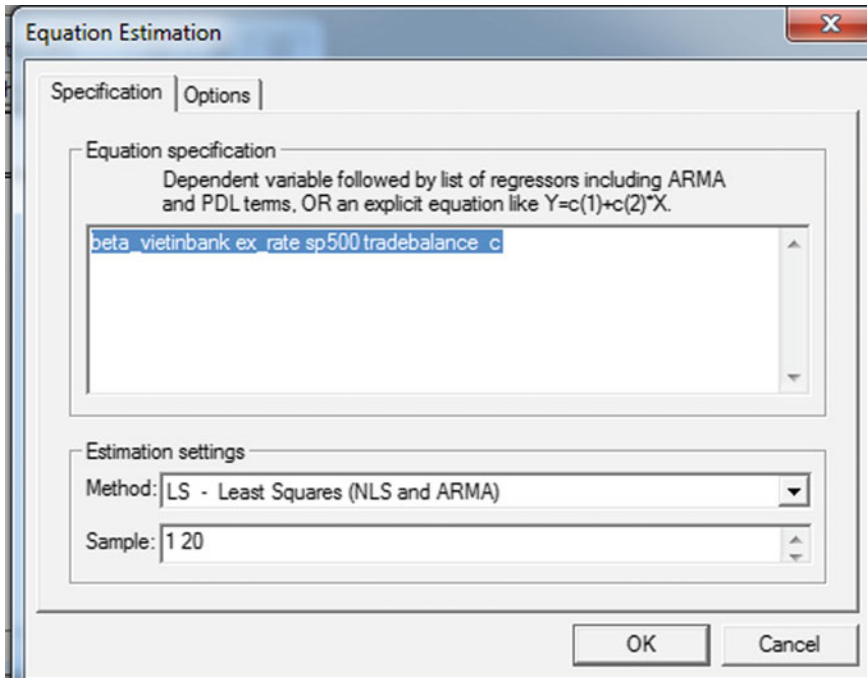 Equation Estimation
Specification
Options
Equation specification
Dependent variable followed by list of regressors including ARMA
and PDL terms, OR an explicit equation like Y=c(1)+c(2)*X.
beta_vietinbank ex_rate sp500 tradebalance c
Estimation settings
Method: LS - Least Squares (NLS and ARMA)
Sample: 1 20
OK
Cancel